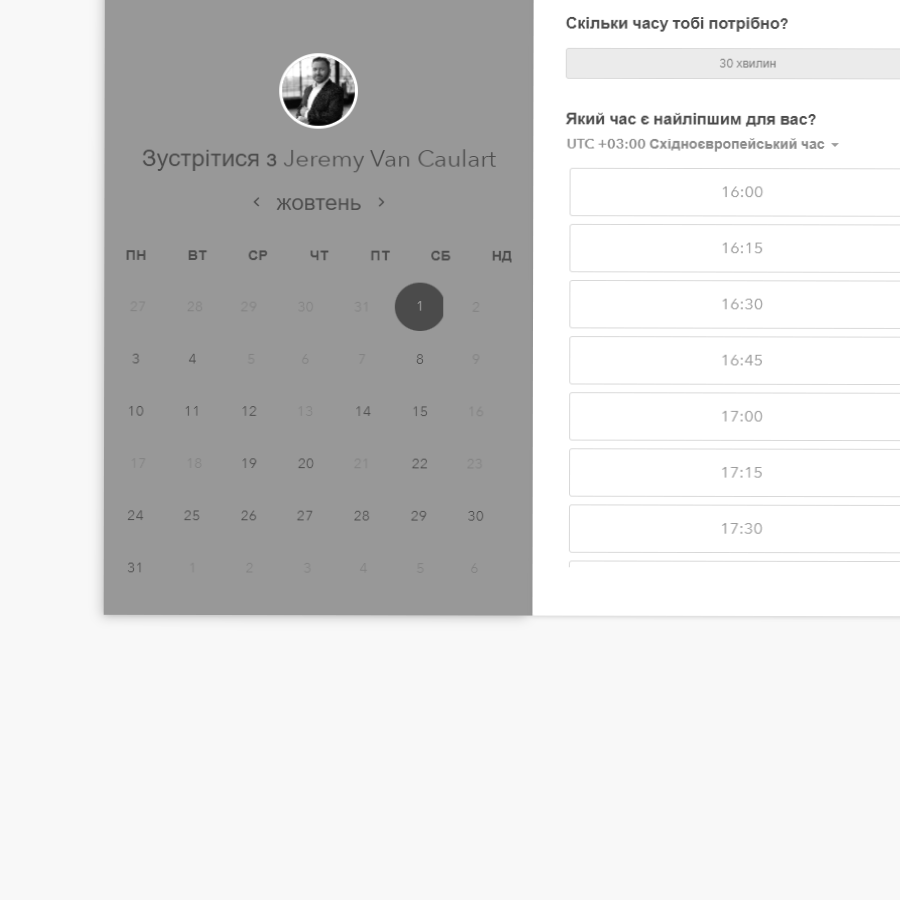 Зустрітися з Jeremy Van Caulart
‹ жовтень ›
ПН ВТ СР ЧТ ПТ СБ НД
27 28 29 30 31 1 2
3 4 5 6 7 8 9
10 11 12 13 14 15 16
17 18 19 20 21 22 23
24 25 26 27 28 29 30
31 1 2 3 4 5 6
Скільки часу тобі потрібно?
30 хвилин
Який час є найліпшим для вас?
UTC +03:00 Східноєвропейський час
16:00
16:15
16:30
16:45
17:00
17:15
17:30